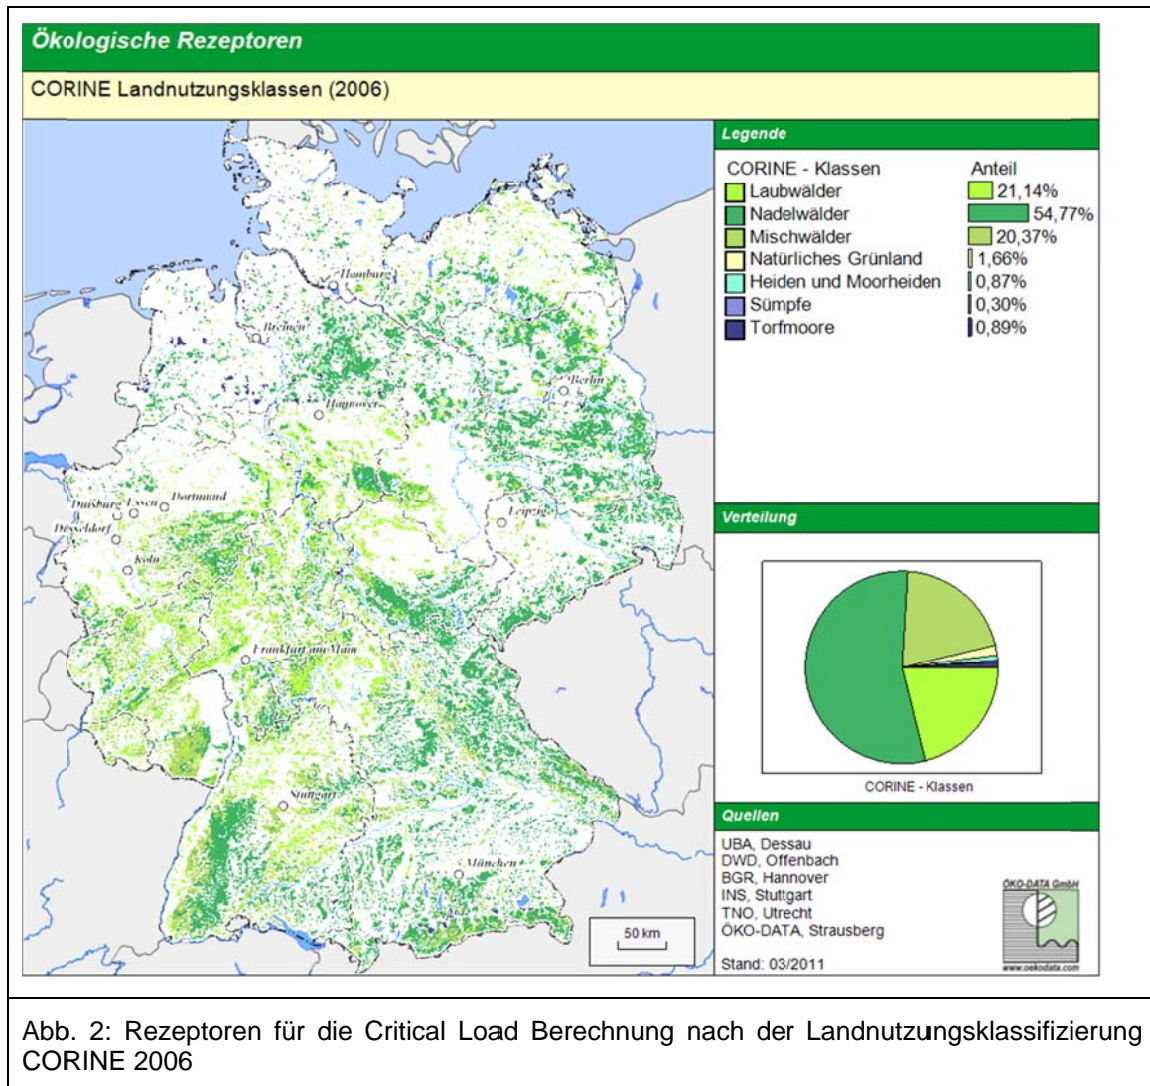 Ökologische Rezeptoren
CORINE Landnutzungsklassen (2006)
Hamburg
Bremen
Berlin
Hannover
Duisburg
Essen
Dortmund
Düsseldorf
Leipzig
Köln
Frankfurt am Main
Stuttgart
München
50 km
Legende
CORINE - Klassen Anteil
Laubwälder 21,14%
Nadelwälder 54,77%
Mischwälder 20,37%
Natürliches Grünland 1,66%
Heiden und Moorheiden 0,87%
Sümpfe 0,30%
Torfmoore 0,89%
Verteilung
CORINE - Klassen
Quellen
UBA, Dessau
DWD, Offenbach
BGR, Hannover
INS, Stuttgart
TNO, Utrecht
ÖKO-DATA, Strausberg
Stand: 03/2011
ÖKO-DATA GmbH
www.oekodata.com
Abb. 2: Rezeptoren für die Critical Load Berechnung nach der Landnutzungsklassifizierung
CORINE 2006